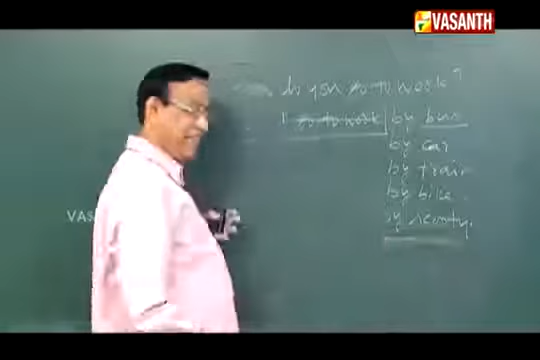 VASANTH
do you go to work?
I go to work by bus
by car
by train
by bike.
by scooty.
VAS